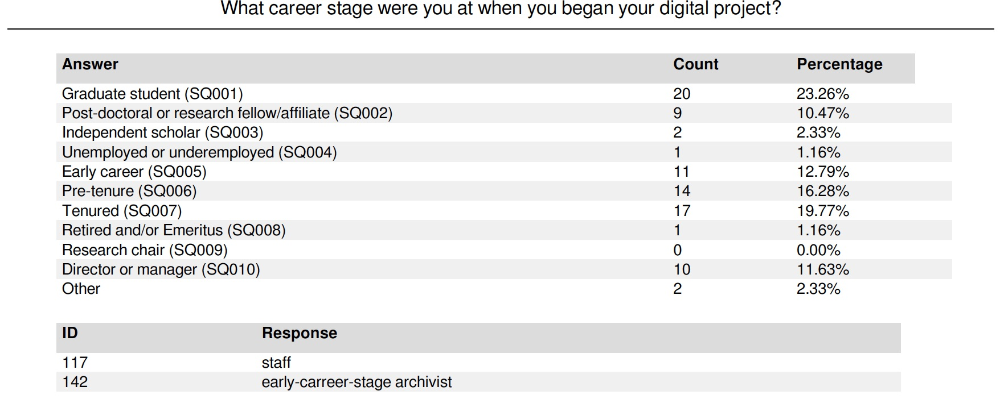 What career stage were you at when you began your digital project?
Answer Count Percentage
Graduate student (SQ001) 20 23.26%
Post-doctoral or research fellow/affiliate (SQ002) 9 10.47%
Independent scholar (SQ003) 2 2.33%
Unemployed or underemployed (SQ004) 1 1.16%
Early career (SQ005) 11 12.79%
Pre-tenure (SQ006) 14 16.28%
Tenured (SQ007) 17 19.77%
Retired and/or Emeritus (SQ008) 1 1.16%
Research chair (SQ009) 0 0.00%
Director or manager (SQ010) 10 11.63%
Other 2 2.33%
ID Response
117 staff
142 early-carreer-stage archivist